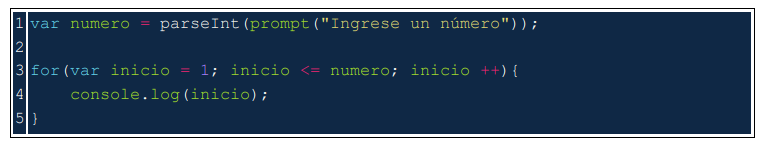 1 var numero = parseInt(prompt("Ingrese un número"));
2
3 for(var inicio = 1; inicio <= numero; inicio ++){
4     console.log(inicio);
5 }